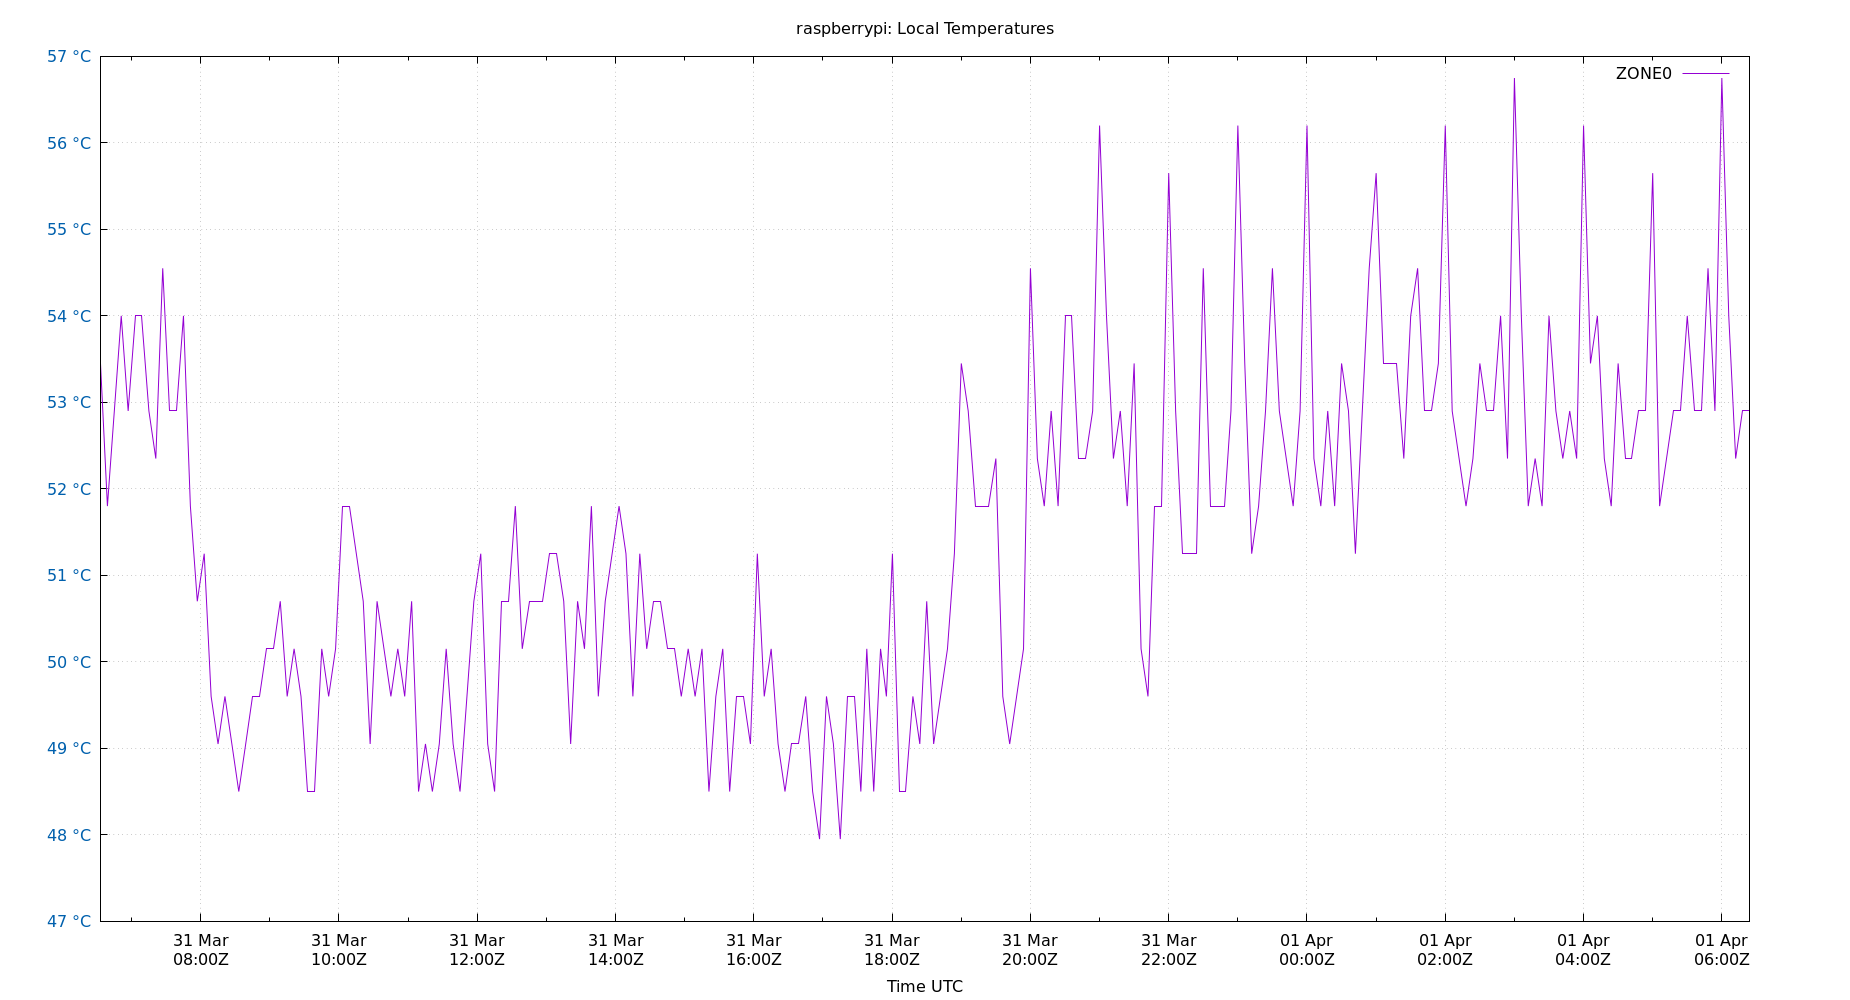 raspberrypi: Local Temperatures
57 °C
ZONE0
56 °C
55 °C
54 °C
53 °C
52 °C
51 °C
50 °C
49 °C
48 °C
47 °C
31 Mar 31 Mar 31 Mar 31 Mar 31 Mar 31 Mar 31 Mar 31 Mar 01 Apr 01 Apr 01 Apr 01 Apr
08:00Z 10:00Z 12:00Z 14:00Z 16:00Z 18:00Z 20:00Z 22:00Z 00:00Z 02:00Z 04:00Z 06:00Z
Time UTC